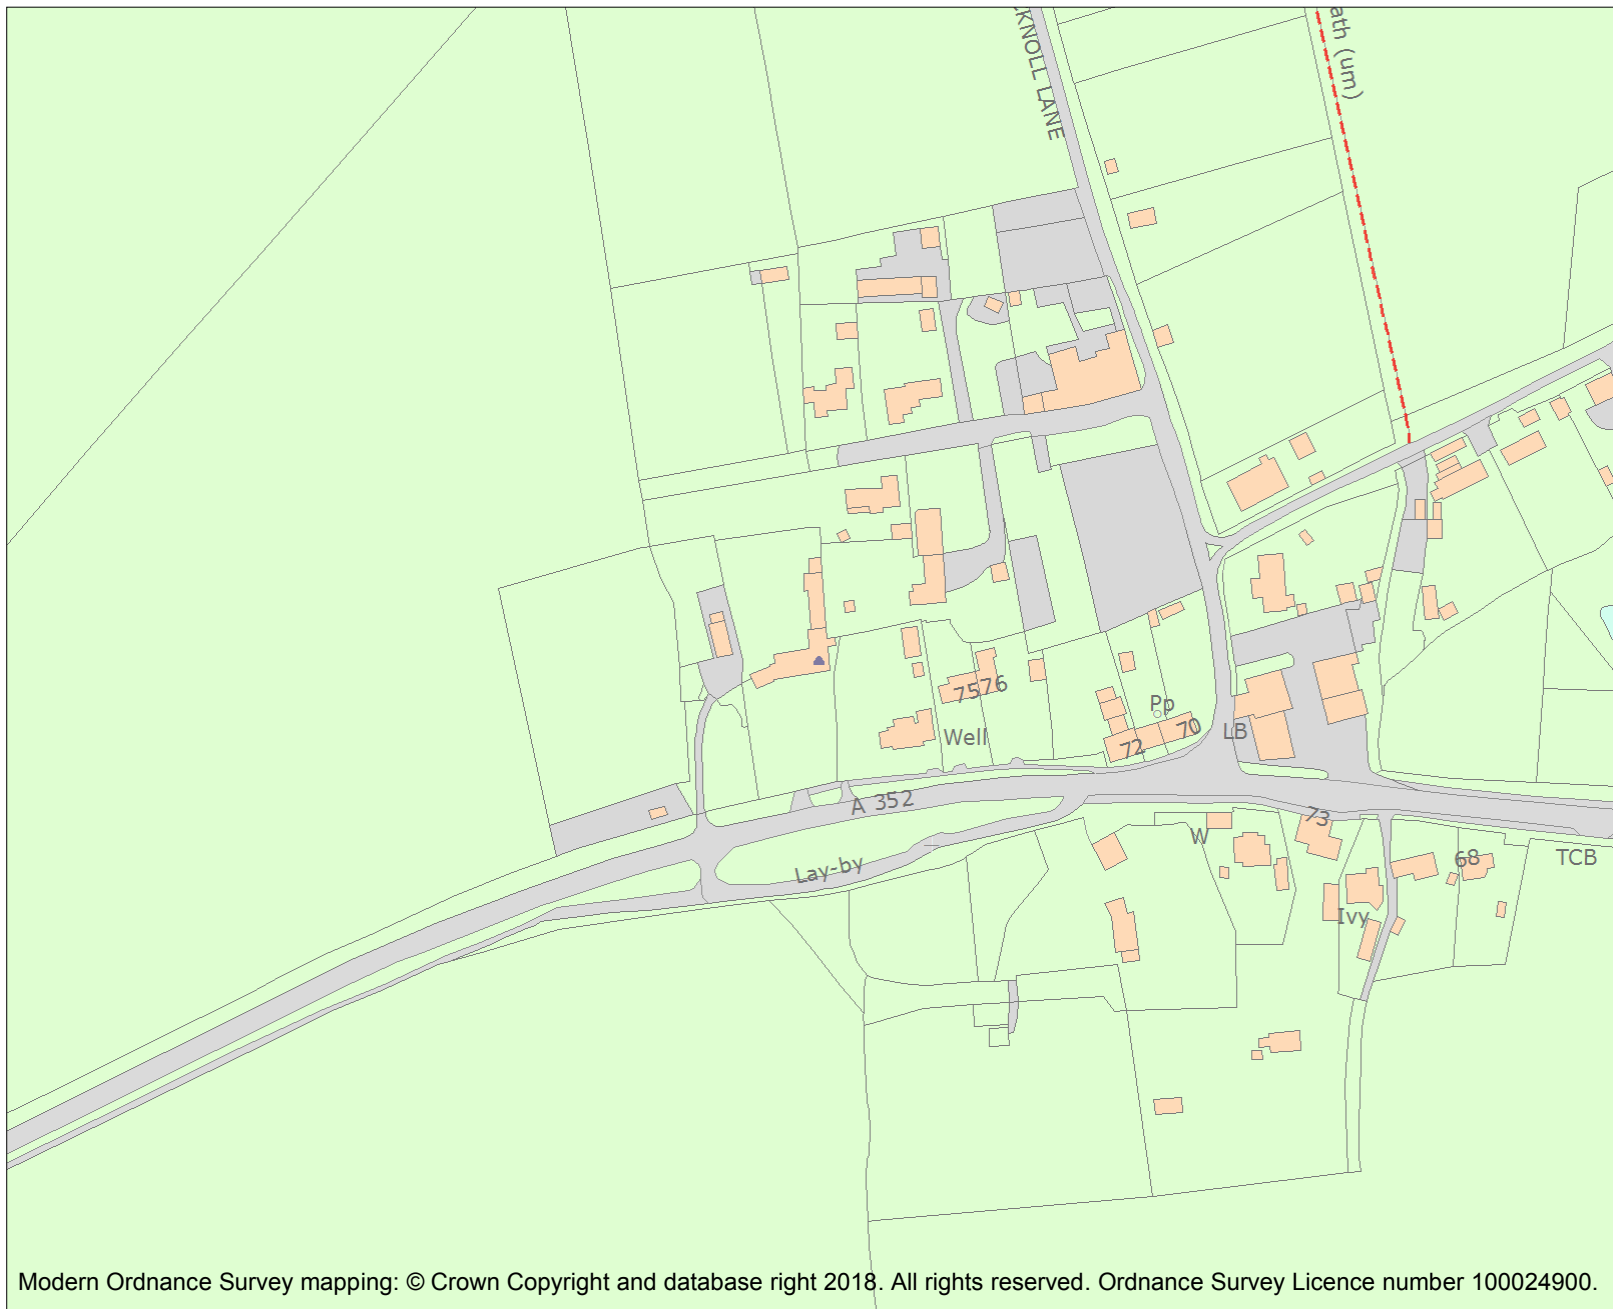 CKNOLL LANE
ath (um)
7576
Well
Pp
70
72
LB
A 352
73
W
Lay-by
68
TCB
Ivy
Modern Ordnance Survey mapping: © Crown Copyright and database right 2018. All rights reserved. Ordnance Survey Licence number 100024900.